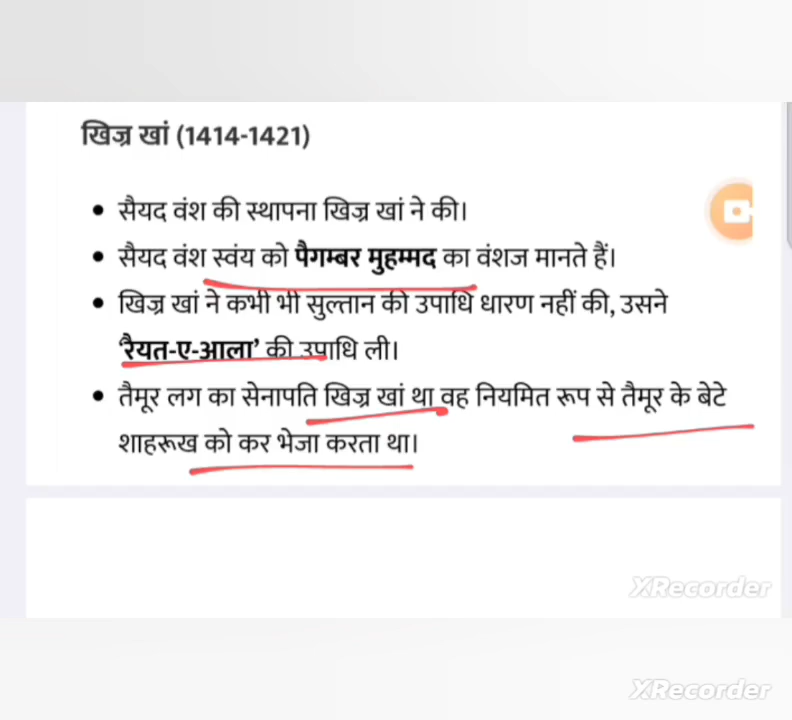 खिज्र खां (1414-1421)
• सैयद वंश की स्थापना खिज्र खां ने की।
• सैयद वंश स्वंय को पैगम्बर मुहम्मद का वंशज मानते हैं।
• खिज्र खां ने कभी भी सुल्तान की उपाधि धारण नहीं की, उसने
‘रैयत-ए-आला’ की उपाधि ली।
• तैमूर लग का सेनापति खिज्र खां था वह नियमित रूप से तैमूर के बेटे
शाहरूख को कर भेजा करता था।
XRecorder
XRecorder